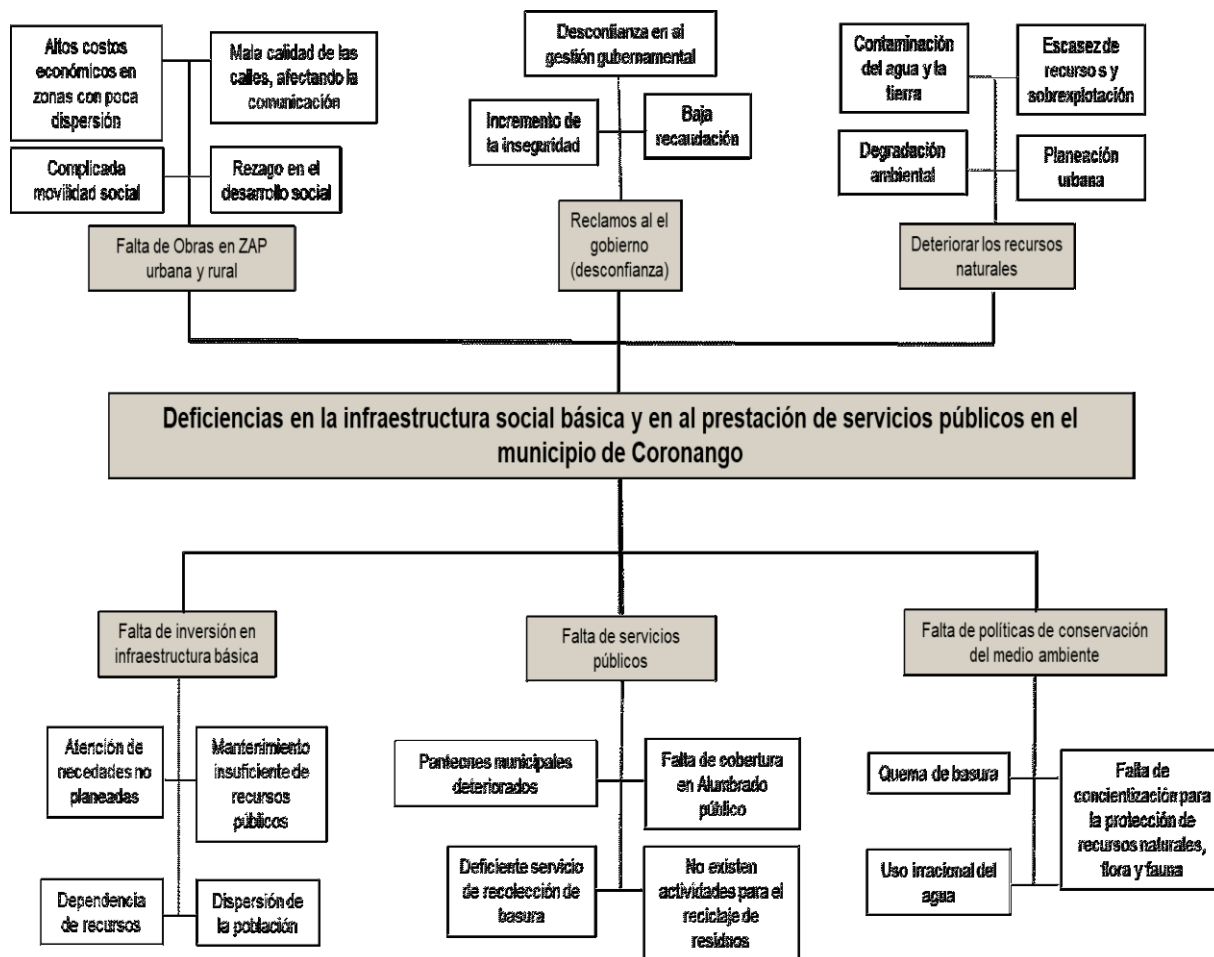 Altos costos
económicos en
zonas con poca
dispersión
Mala calidad de las
calles, afectando la
comunicación
Complicada
movilidad social
Rezago en el
desarrollo social
Falta de Obras en ZAP
urbana y rural
Desconfianza en al
gestión gubernamental
Incremento de
la inseguridad
Baja
recaudación
Reclamos al el
gobierno
(desconfianza)
Contaminación
del agua y la
tierra
Escasez de
recurso s y
sobrexplotación
Degradación
ambiental
Planeación
urbana
Deteriorar los recursos
naturales
Deficiencias en la infraestructura social básica y en al prestación de servicios públicos en el
municipio de Coronango
Falta de inversión en
infraestructura básica
Atención de
necedades no
planeadas
Mantenimiento
insuficiente de
recursos
públicos
Dependencia
de recursos
Dispersión de
la población
Falta de servicios
públicos
Panteones municipales
deteriorados
Falta de cobertura
en Alumbrado
público
Deficiente servicio
de recolección de
basura
No existen
actividades para el
reciclaje de
residuos
Falta de políticas de conservación
del medio ambiente
Quema de basura
Falta de
concientización para
la protección de
recursos naturales,
flora y fauna
Uso irracional del
agua